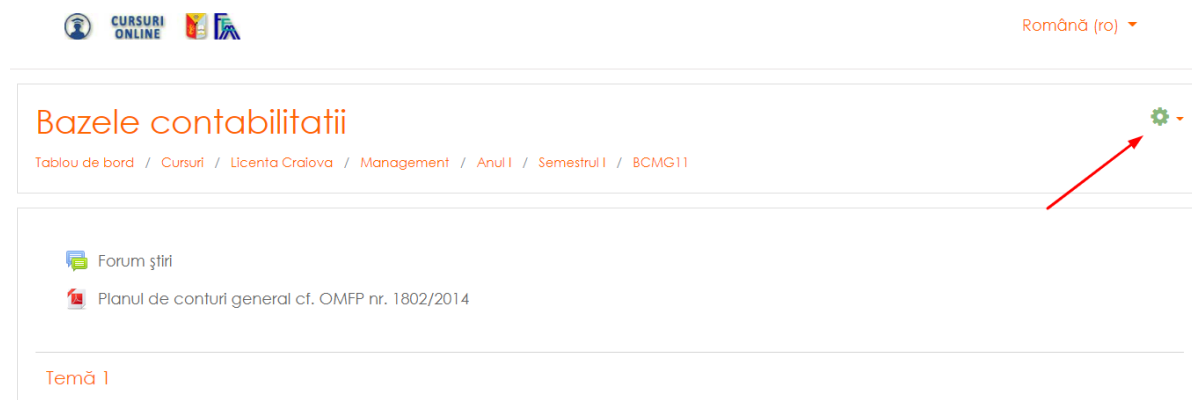 CURSURI
ONLINE
Română (ro)
Bazele contabilitatii
Tablou de bord / Cursuri / Licenta Craiova / Management / Anul I / Semestrul I / BCMG11
Forum ştiri
Planul de conturi general cf. OMFP nr. 1802/2014
Temă 1